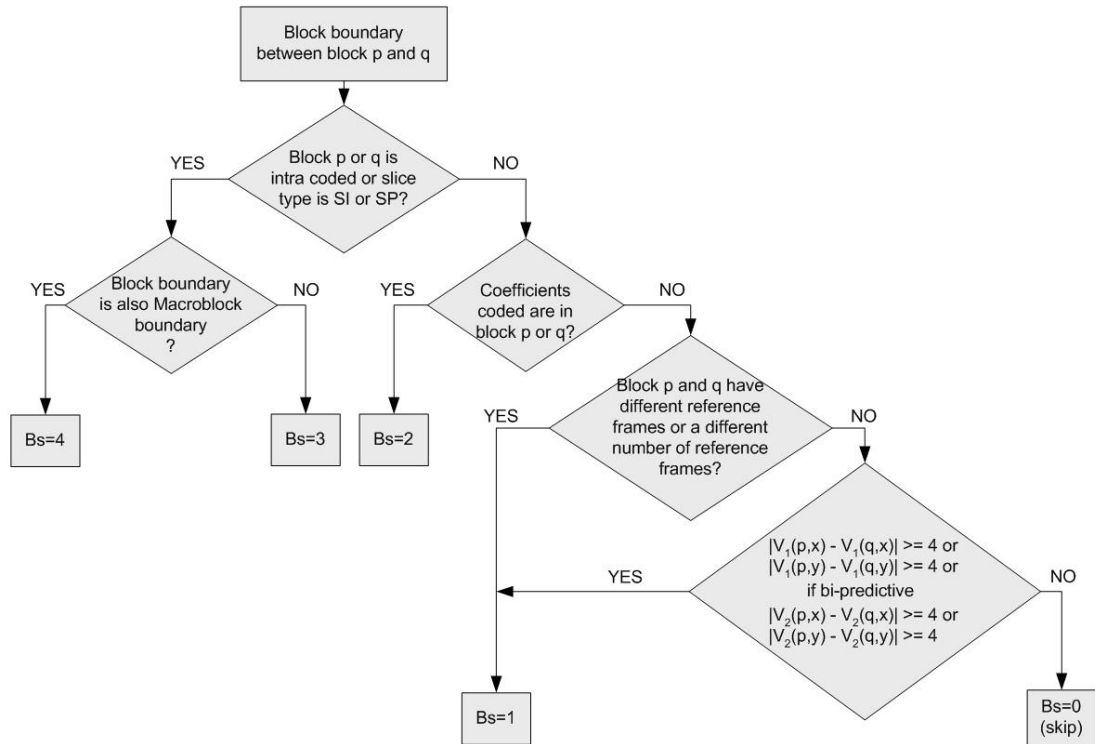 Block boundary
between block p and q
YES
Block p or q is
intra coded or slice
type is SI or SP?
NO
YES
Block boundary
is also Macroblock
boundary
?
NO
YES
Coefficients
coded are in
block p or q?
NO
Bs=4
Bs=3
Bs=2
YES
Block p and q have
different reference
frames or a different
number of reference
frames?
NO
YES
|V₁(p,x) - V₁(q,x)| >= 4 or
|V₁(p,y) - V₁(q,y)| >= 4 or
if bi-predictive
|V₂(p,x) - V₂(q,x)| >= 4 or
|V₂(p,y) - V₂(q,y)| >= 4
NO
Bs=1
Bs=0
(skip)